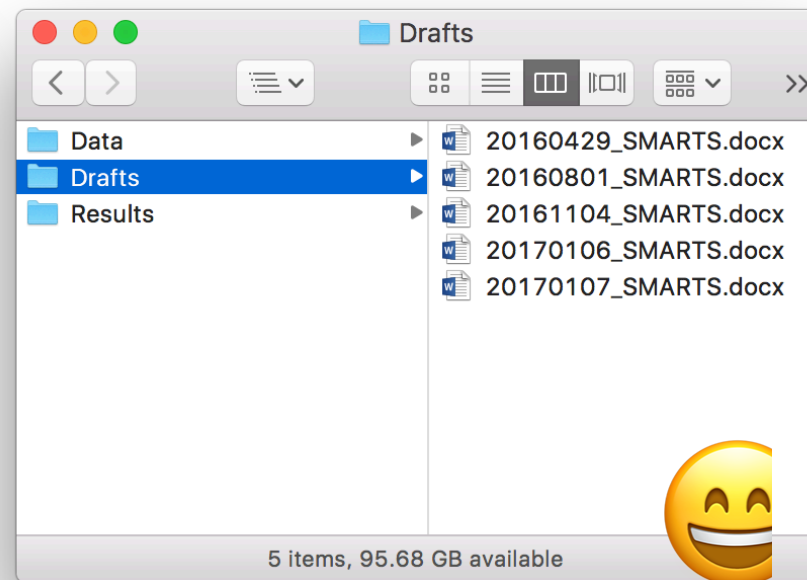 Drafts
Data
Drafts
Results
20160429_SMARTS.docx
20160801_SMARTS.docx
20161104_SMARTS.docx
20170106_SMARTS.docx
20170107_SMARTS.docx
5 items, 95.68 GB available